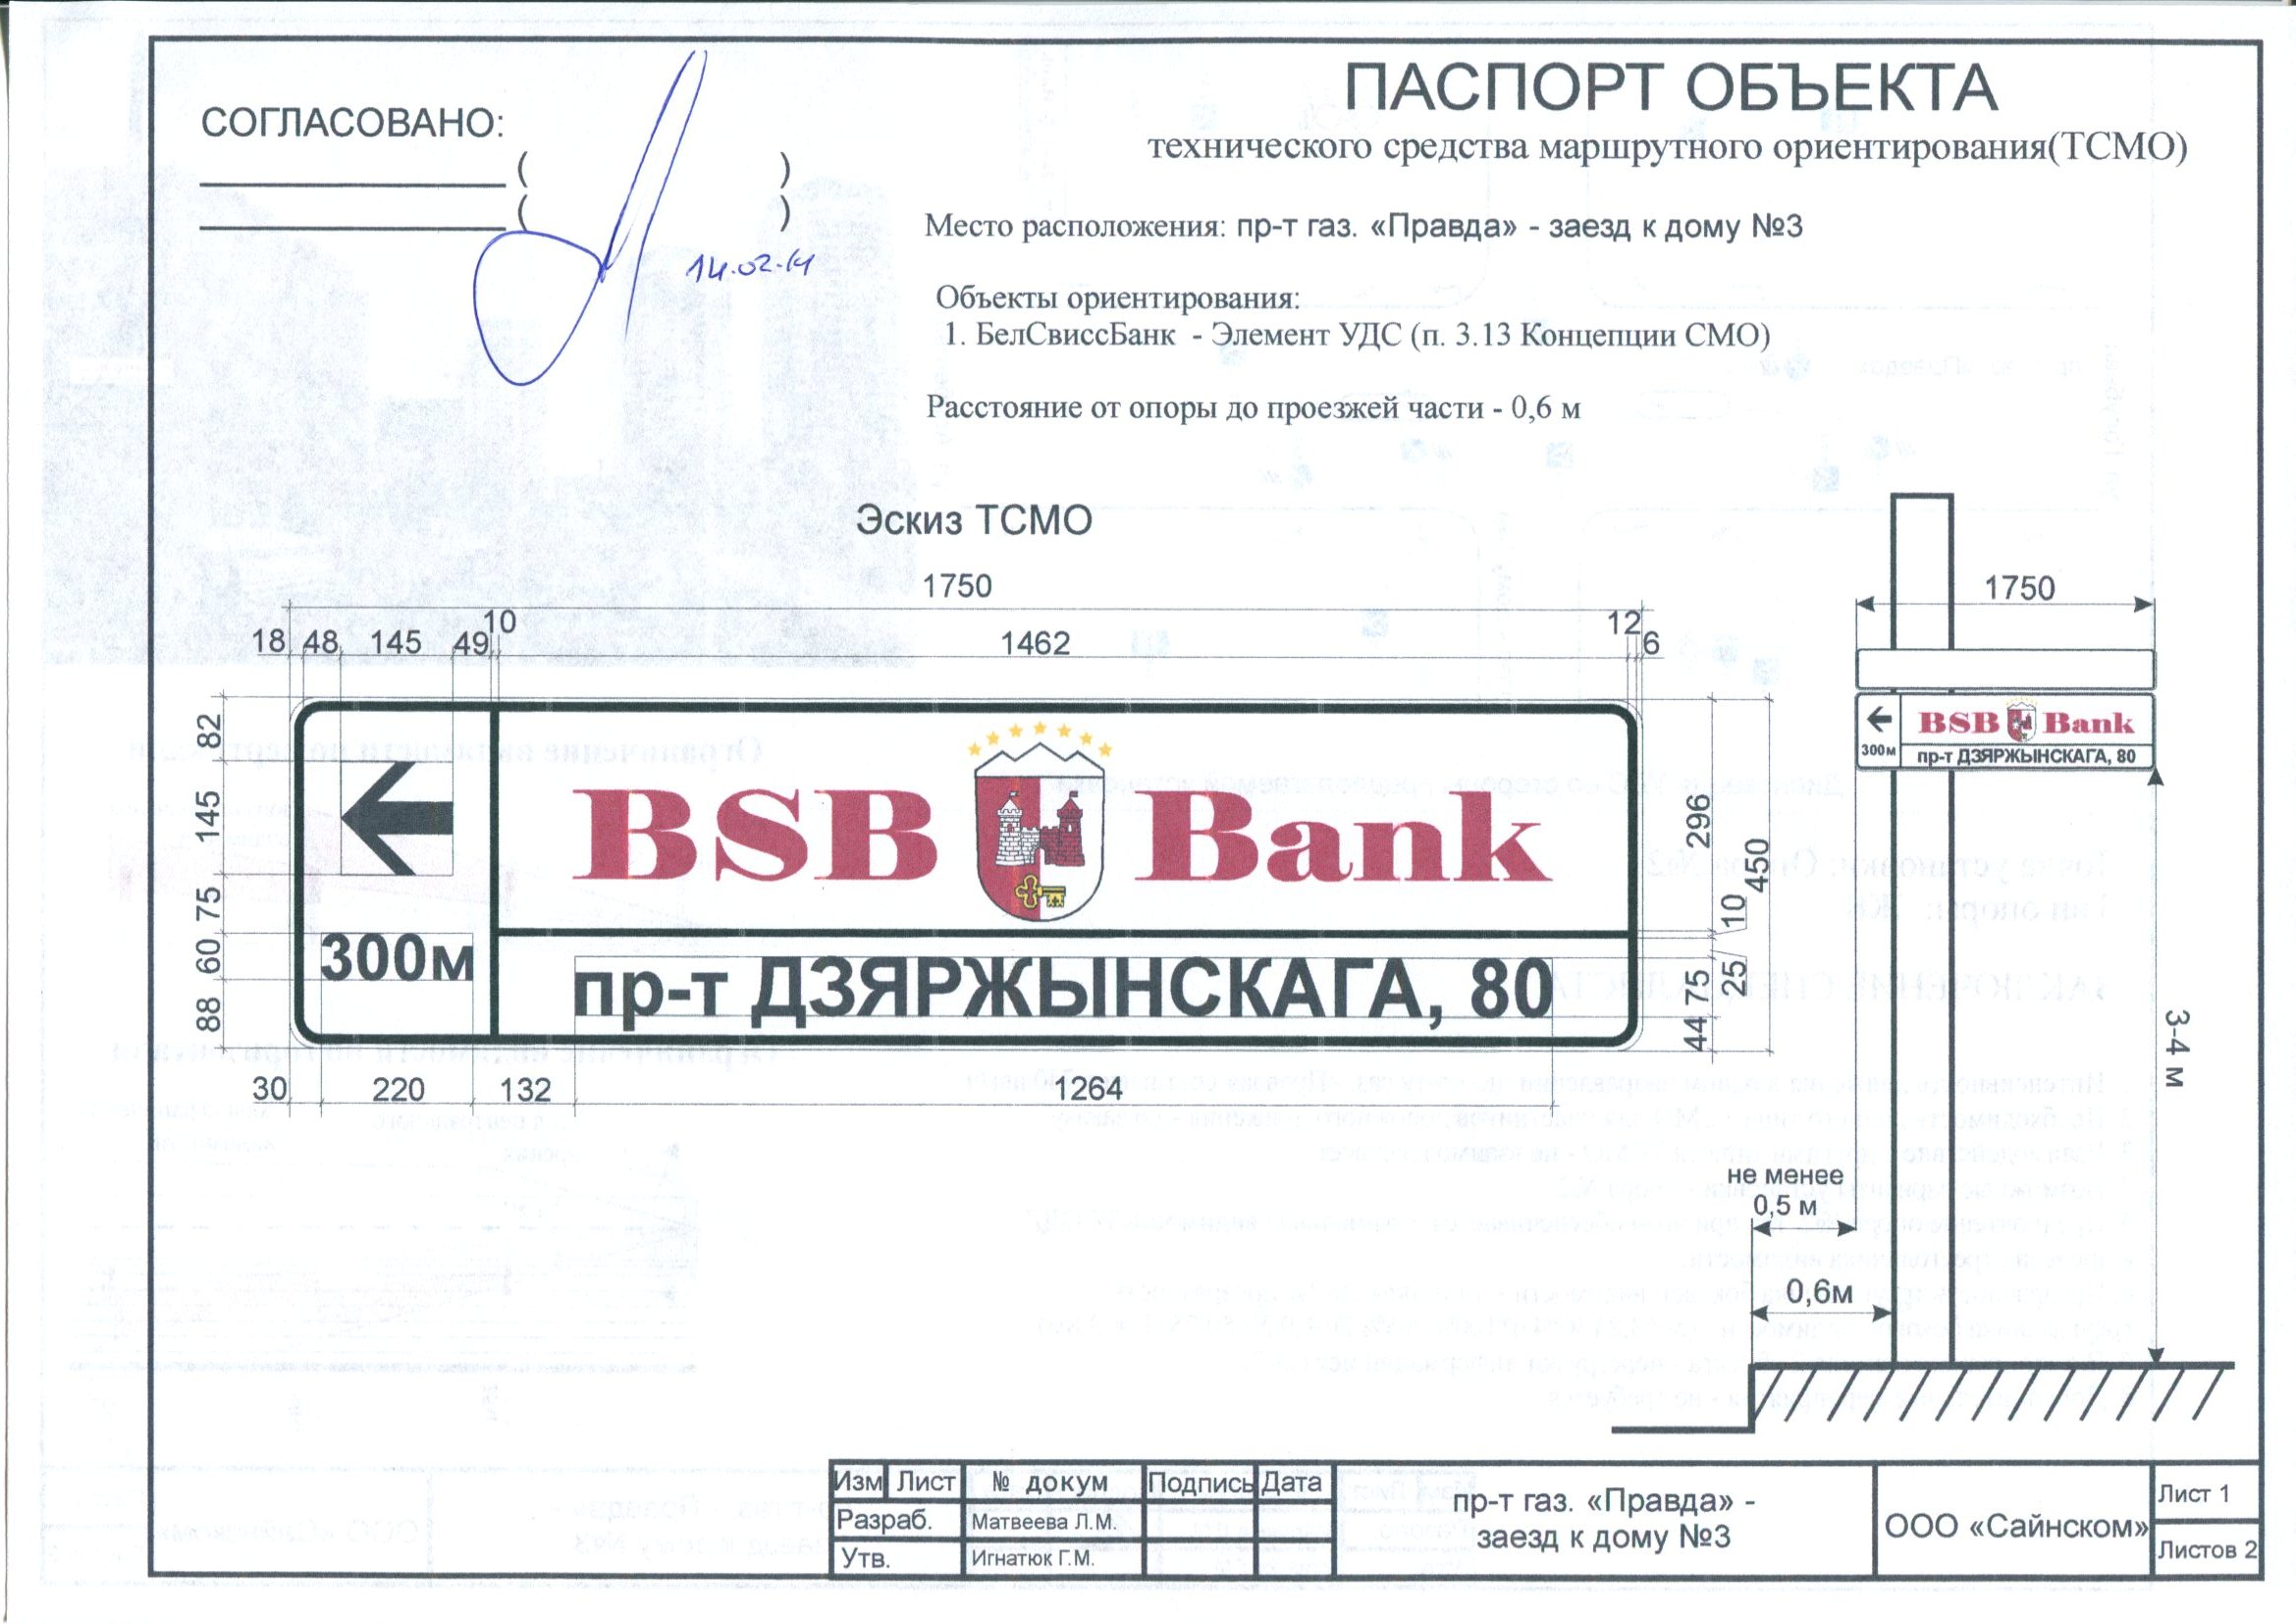 СОГЛАСОВАНО:
( )
( )
14.02.14
ПАСПОРТ ОБЪЕКТА
технического средства маршрутного ориентирования(ТСМО)
Место расположения: пр-т газ. «Правда» - заезд к дому №3
Объекты ориентирования:
1. БелСвиссБанк - Элемент УДС (п. 3.13 Концепции СМО)
Расстояние от опоры до проезжей части - 0,6 м
Эскиз ТСМО
1750
18 48 145 49 10 1462 12 6
82
145
75
60
88
300м
BSB Bank
пр-т ДЗЯРЖЫНСКАГА, 80
296
10
25
75
44
450
30 220 132 1264
1750
300м
BSB Bank
пр-т ДЗЯРЖЫНСКАГА, 80
3-4 м
не менее
0,5 м
0,6м
Изм Лист № докум Подпись Дата
Разраб. Матвеева Л.М.
Утв. Игнатюк Г.М.
пр-т газ. «Правда» -
заезд к дому №3
ООО «Сайнском»
Лист 1
Листов 2